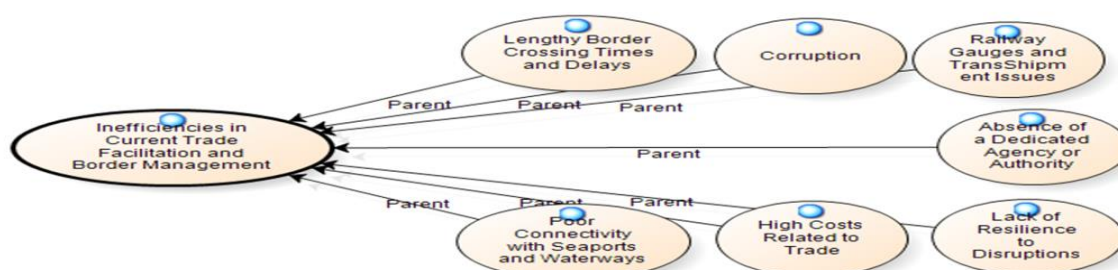 Lengthy Border
Crossing Times
and Delays
Corruption
Railway
Gauges and
TransShipm
ent Issues
Parent
Parent
Parent
Inefficiencies in
Current Trade
Facilitation and
Border Management
Parent
Absence of
a Dedicated
Agency or
Authority
Parent
Parent
Parent
Poor
Connectivity
with Seaports
and Waterways
High Costs
Related to
Trade
Lack of
Resilience
to
Disruptions